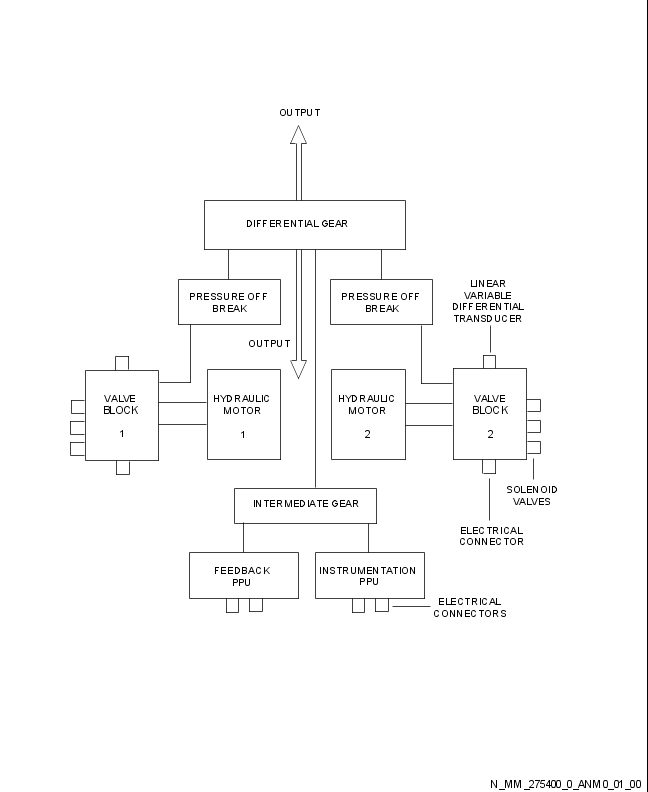 OUTPUT
DIFFERENTIAL GEAR
PRESSURE OFF
BREAK
PRESSURE OFF
BREAK
LINEAR
VARIABLE
DIFFERENTIAL
TRANSDUCER
OUTPUT
VALVE
BLOCK
1
HYDRAULIC
MOTOR
1
HYDRAULIC
MOTOR
2
VALVE
BLOCK
2
SOLENOID
VALVES
INTERMEDIATE GEAR
ELECTRICAL
CONNECTOR
FEEDBACK
PPU
INSTRUMENTATION
PPU
ELECTRICAL
CONNECTORS
N_MM_275400_0_ANM0_01_00